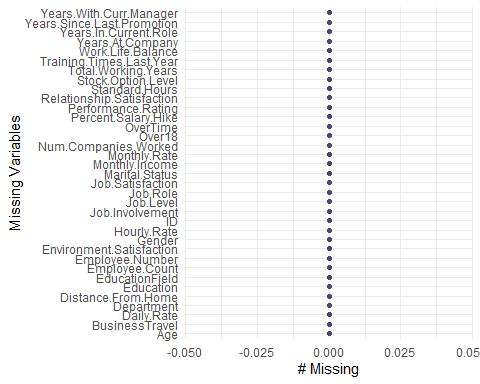 Years.With.Curr.Manager
Years.Since.Last.Promotion
Years.In.Current.Role
Years.At.Company
Work.Life.Balance
Training.Times.Last.Year
Total.Working.Years
Stock.Option.Level
Standard.Hours
Relationship.Satisfaction
Performance.Rating
Percent.Salary.Hike
OverTime
Over18
Num.Companies.Worked
Monthly.Rate
Monthly.Income
Marital.Status
Job.Satisfaction
Job.Role
Job.Level
Job.Involvement
ID
Hourly.Rate
Gender
Environment.Satisfaction
Employee.Number
Employee.Count
EducationField
Education
Distance.From.Home
Department
Daily.Rate
BusinessTravel
Age
Missing Variables
-0.050 -0.025 0.000 0.025 0.05
# Missing